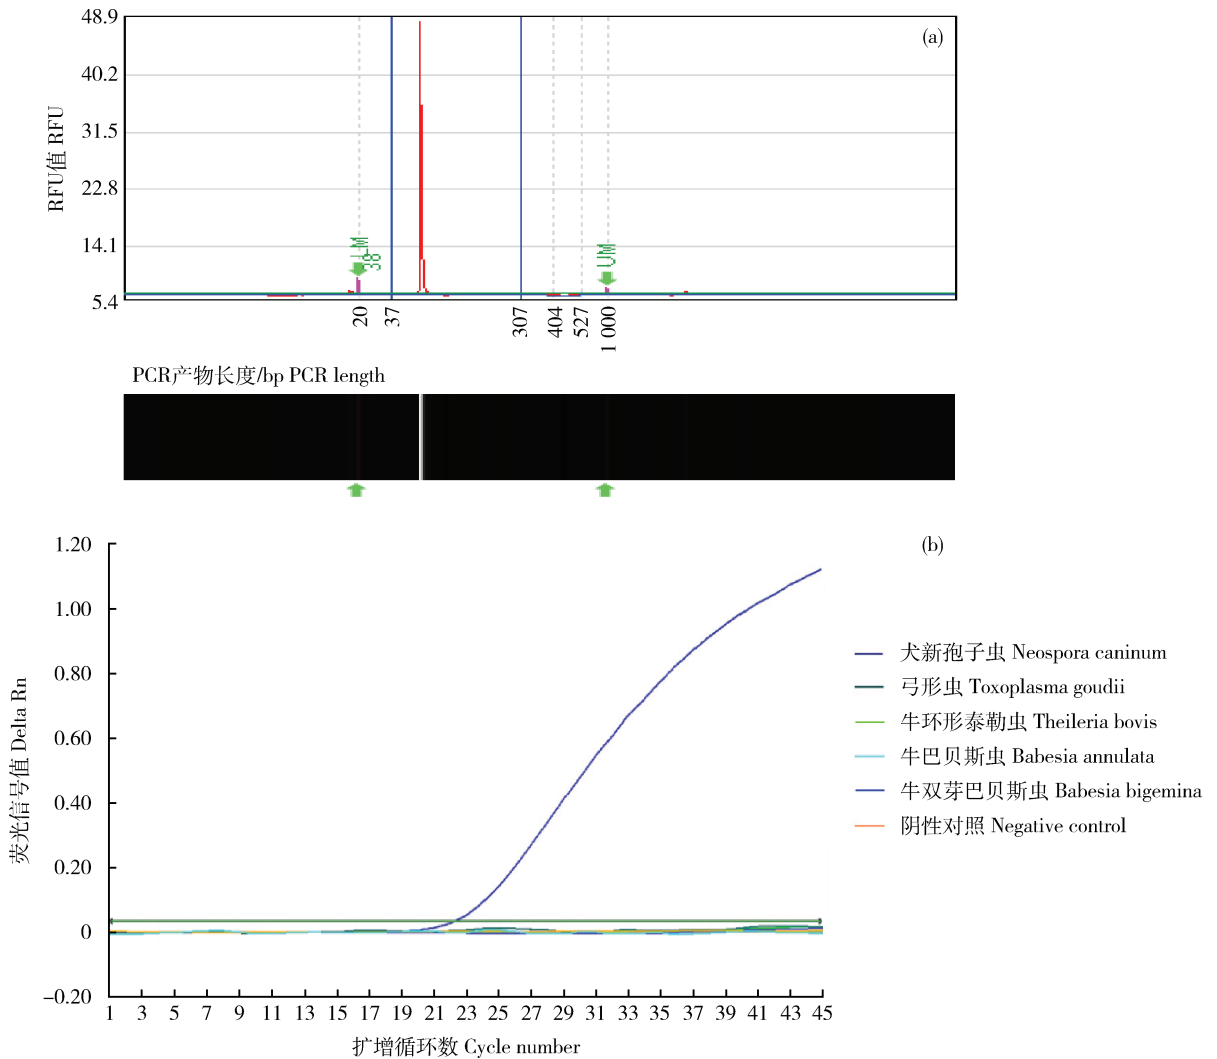 48.9
(a)
40.2
31.5
22.8
14.1
5.4
RFU值 RFU
LM
38
UM
20
37
307
404
527
1 000
PCR产物长度/bp PCR length
(b)
1.20
1.00
0.80
0.60
0.40
0.20
0
-0.20
荧光信号值 Delta Rn
犬新孢子虫 Neospora caninum
弓形虫 Toxoplasma goudii
牛环形泰勒虫 Theileria bovis
牛巴贝斯虫 Babesia annulata
牛双芽巴贝斯虫 Babesia bigemina
阴性对照 Negative control
1 3 5 7 9 11 13 15 17 19 21 23 25 27 29 31 33 35 37 39 41 43 45
扩增循环数 Cycle number